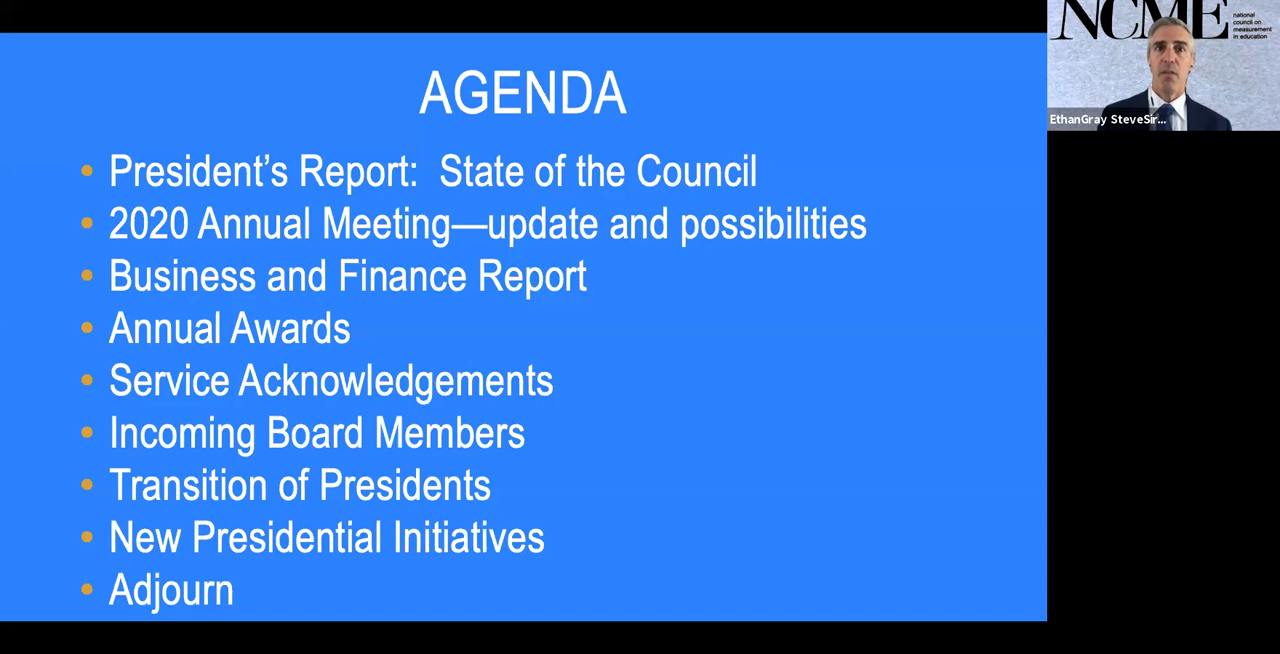 AGENDA
• President’s Report:  State of the Council
• 2020 Annual Meeting—update and possibilities
• Business and Finance Report
• Annual Awards
• Service Acknowledgements
• Incoming Board Members
• Transition of Presidents
• New Presidential Initiatives
• Adjourn
NCME
national
council on
measurement
in education
EthanGray SteveSir...